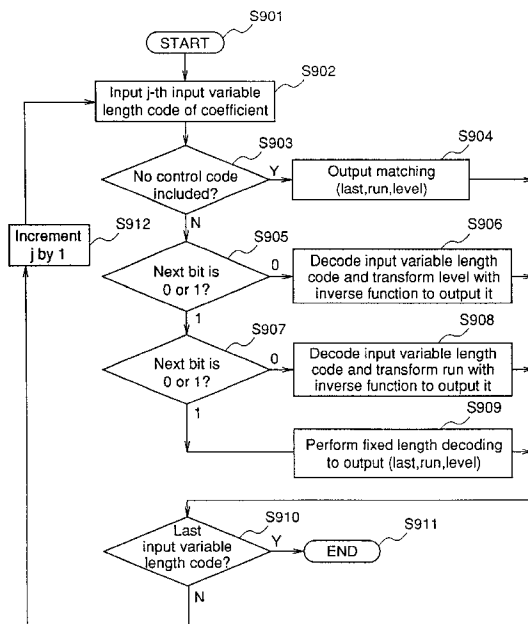 S901
START
S902
Input j-th input variable
length code of coefficient
S903
No control code
included?
Y
N
S904
Output matching
(last,run,level)
S912
Increment
j by 1
S905
Next bit is
0 or 1?
0
1
S906
Decode input variable length
code and transform level with
inverse function to output it
S907
Next bit is
0 or 1?
0
1
S908
Decode input variable length
code and transform run with
inverse function to output it
S909
Perform fixed length decoding
to output (last,run,level)
S910
Last
input variable
length code?
Y
N
S911
END